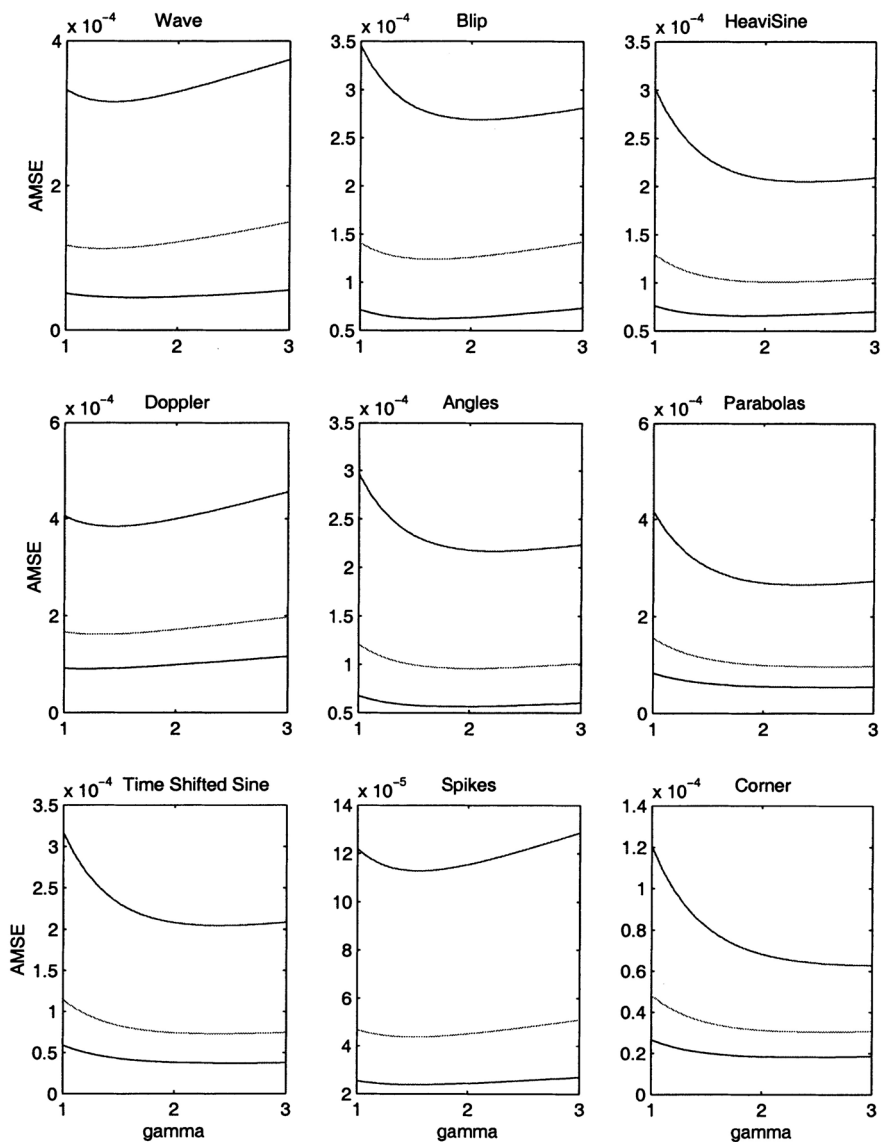 x 10⁻⁴ Wave
4
2
0
1 2 3
AMSE
x 10⁻⁴ Blip
3.5
3
2.5
2
1.5
1
0.5
1 2 3
x 10⁻⁴ HeaviSine
3.5
3
2.5
2
1.5
1
0.5
1 2 3
x 10⁻⁴ Doppler
6
4
2
0
1 2 3
AMSE
x 10⁻⁴ Angles
3.5
3
2.5
2
1.5
1
0.5
1 2 3
x 10⁻⁴ Parabolas
6
4
2
0
1 2 3
x 10⁻⁴ Time Shifted Sine
3.5
3
2.5
2
1.5
1
0.5
0
1 2 3
AMSE
gamma
x 10⁻⁵ Spikes
14
12
10
8
6
4
2
1 2 3
gamma
x 10⁻⁴ Corner
1.4
1.2
1
0.8
0.6
0.4
0.2
0
1 2 3
gamma